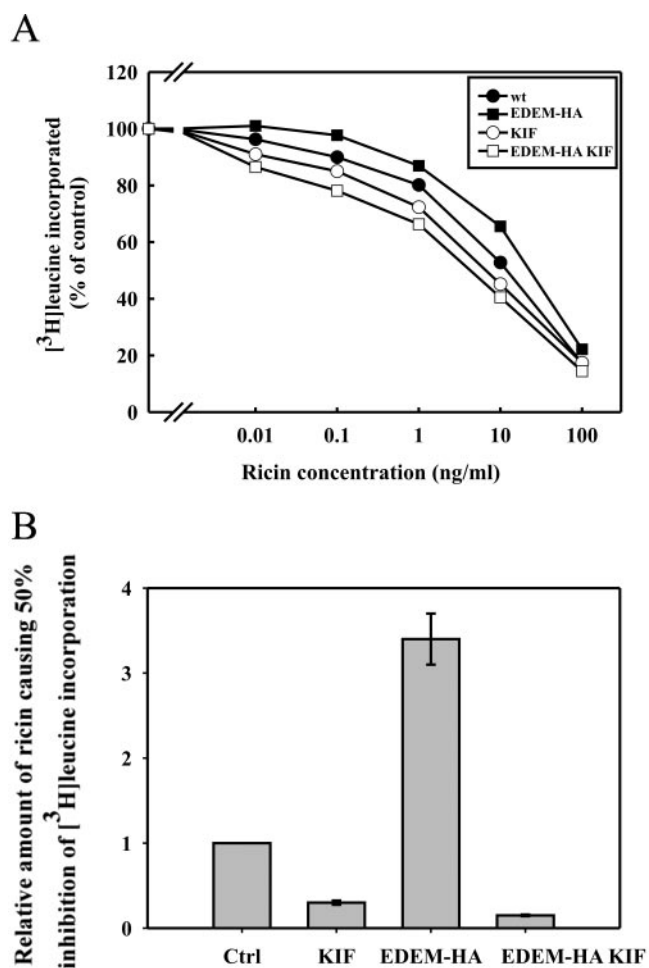 A
120
100
80
60
40
20
0
[3H]leucine incorporated
(% of control)
wt
EDEM-HA
KIF
EDEM-HA KIF
0.01 0.1 1 10 100
Ricin concentration (ng/ml)
B
Relative amount of ricin causing 50%
inhibition of [3H]leucine incorporation
4
3
2
1
0
Ctrl KIF EDEM-HA EDEM-HA KIF